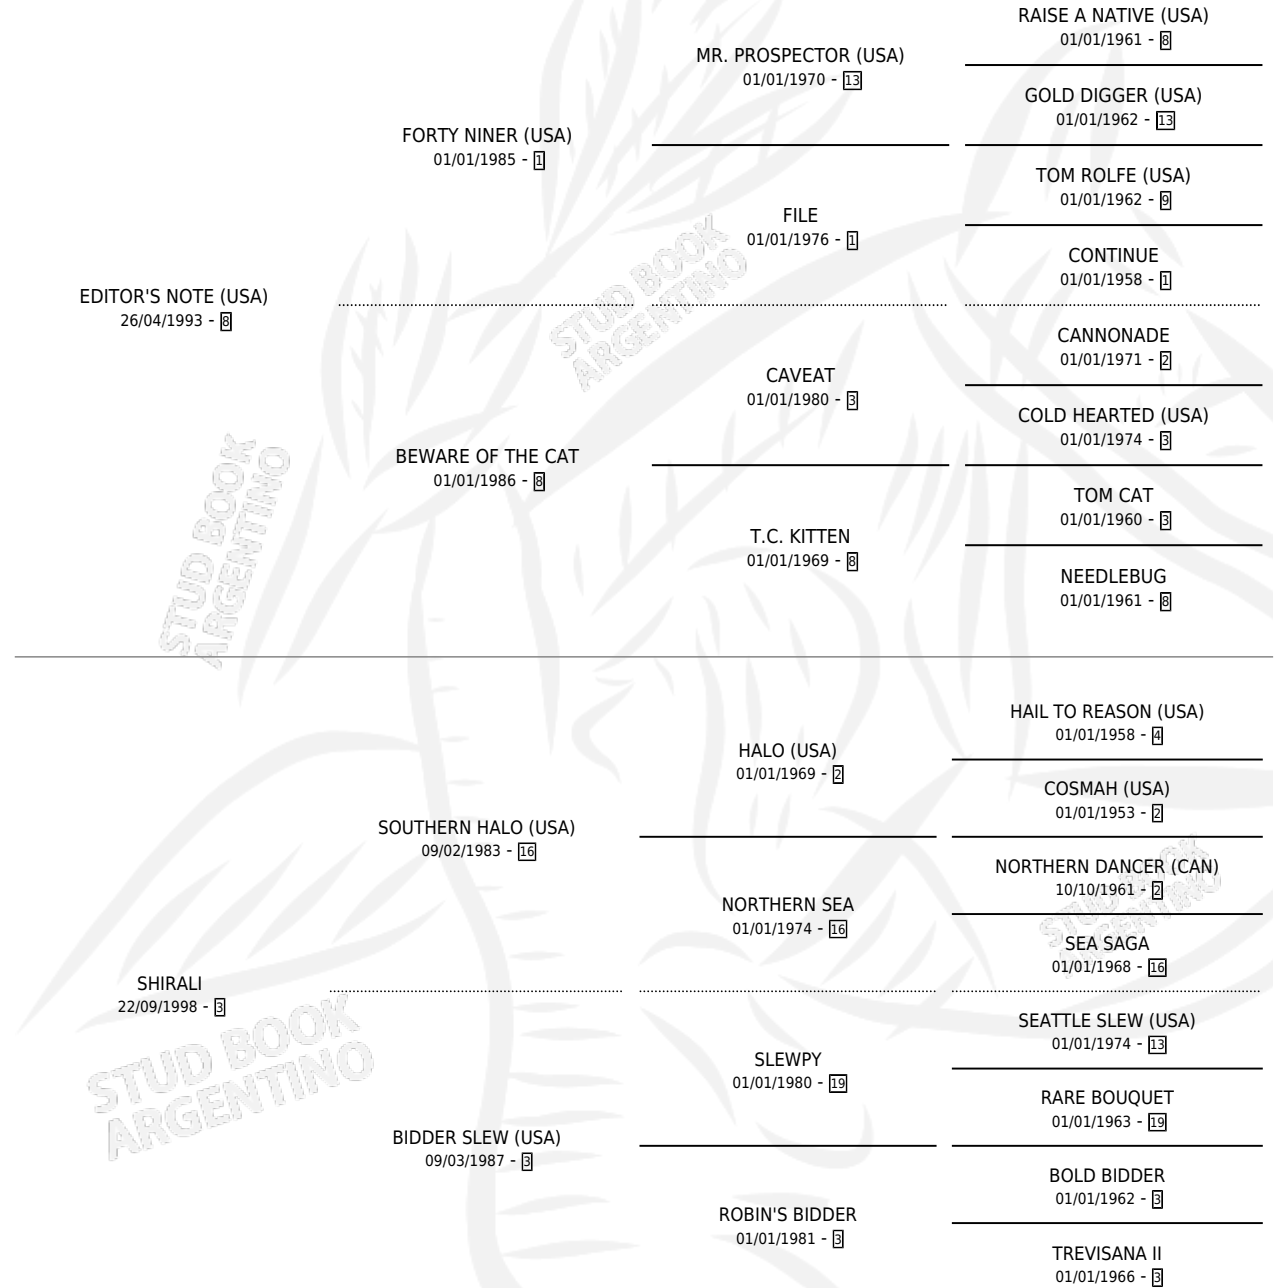 RAISE A NATIVE (USA)
01/01/1961 - 8
MR. PROSPECTOR (USA)
01/01/1970 - 13
GOLD DIGGER (USA)
01/01/1962 - 13
FORTY NINER (USA)
01/01/1985 - 1
TOM ROLFE (USA)
01/01/1962 - 9
FILE
01/01/1976 - 1
CONTINUE
01/01/1958 - 1
EDITOR'S NOTE (USA)
26/04/1993 - 8
STUD BOOK
ARGENTINO
CANNONADE
01/01/1971 - 2
CAVEAT
01/01/1980 - 3
COLD HEARTED (USA)
01/01/1974 - 3
BEWARE OF THE CAT
01/01/1986 - 8
TOM CAT
01/01/1960 - 3
T.C. KITTEN
01/01/1969 - 8
NEEDLEBUG
01/01/1961 - 8
STUD BOOK
ARGENTINO
HAIL TO REASON (USA)
01/01/1958 - 4
HALO (USA)
01/01/1969 - 2
COSMAH (USA)
01/01/1953 - 2
SOUTHERN HALO (USA)
09/02/1983 - 16
NORTHERN DANCER (CAN)
10/10/1961 - 2
STUD BOOK
ARGENTINO
NORTHERN SEA
01/01/1974 - 16
SEA SAGA
01/01/1968 - 16
SHIRALI
22/09/1998 - 3
SEATTLE SLEW (USA)
01/01/1974 - 13
SLEWPY
01/01/1980 - 19
RARE BOUQUET
01/01/1963 - 19
STUD BOOK
ARGENTINO
BIDDER SLEW (USA)
09/03/1987 - 3
BOLD BIDDER
01/01/1962 - 3
ROBIN'S BIDDER
01/01/1981 - 3
TREVISANA II
01/01/1966 - 3